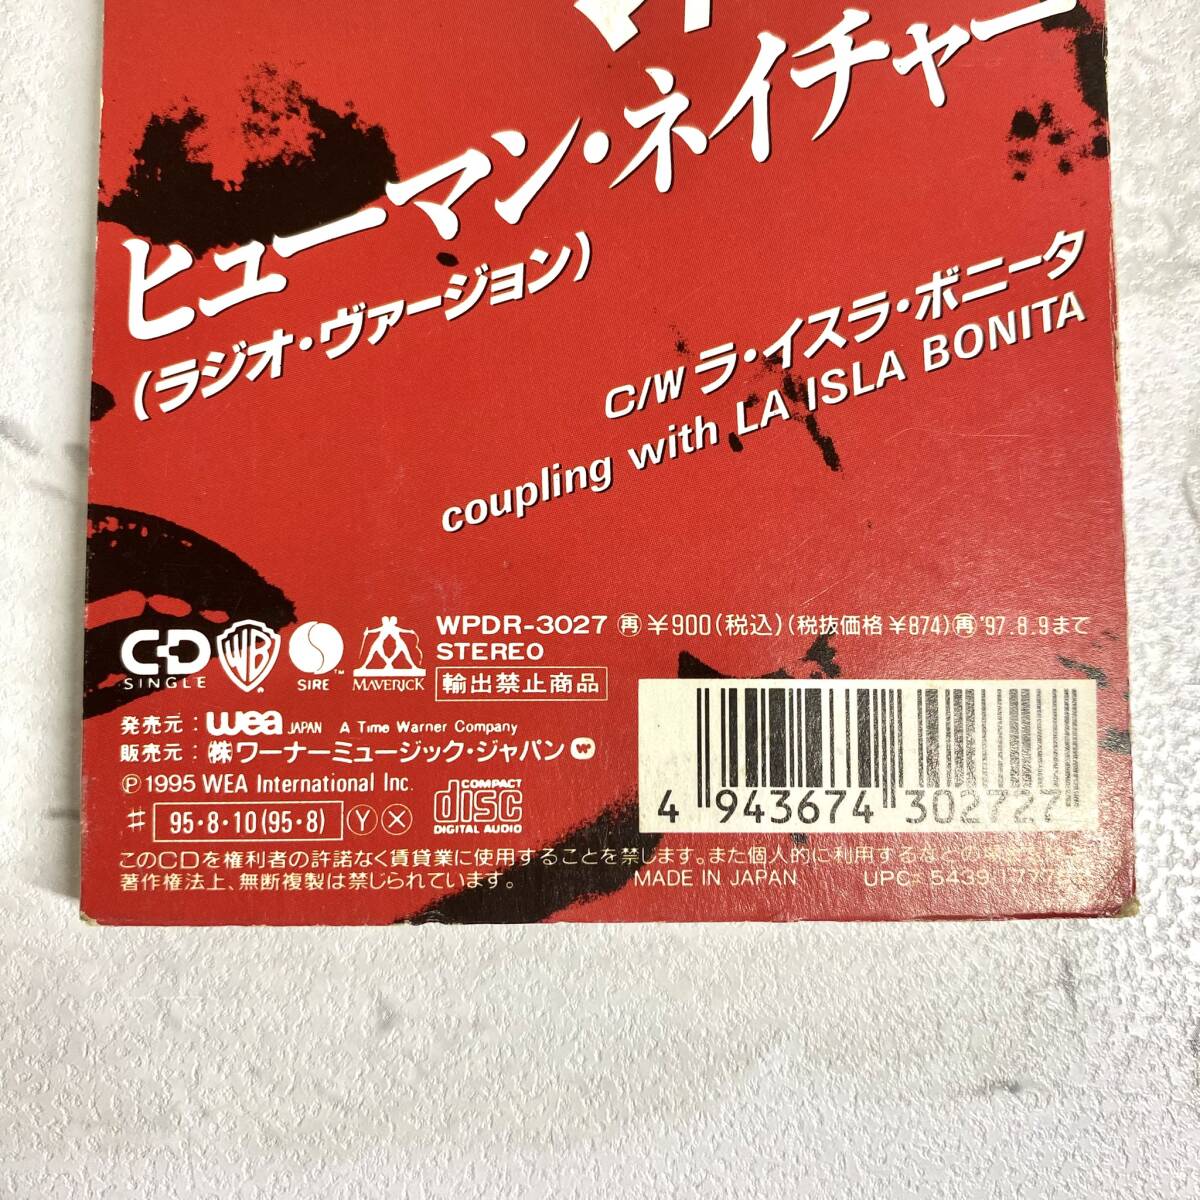 ヒューマン・ネイチャー
(ラジオ・ヴァージョン)
C/W ラ・イスラ・ボニータ
coupling with LA ISLA BONITA
CD SINGLE
WB
SIRE™
MAVERICK
WPDR-3027 再 ¥900(税込)(税抜価格 ¥874)再 '97.8.9まで
STEREO
輸出禁止商品
発売元：wea JAPAN A Time Warner Company
販売元：㈱ワーナーミュージック・ジャパン
Ⓟ1995 WEA International Inc.
COMPACT disc DIGITAL AUDIO
♯ 95・8・10(95・8) Ⓨ Ⓧ
4 943674 302727
このCDを権利者の許諾なく賃貸業に使用することを禁じます。また個人的に利用するなど
著作権法上、無断複製は禁じられています。
MADE IN JAPAN UPC: 5439